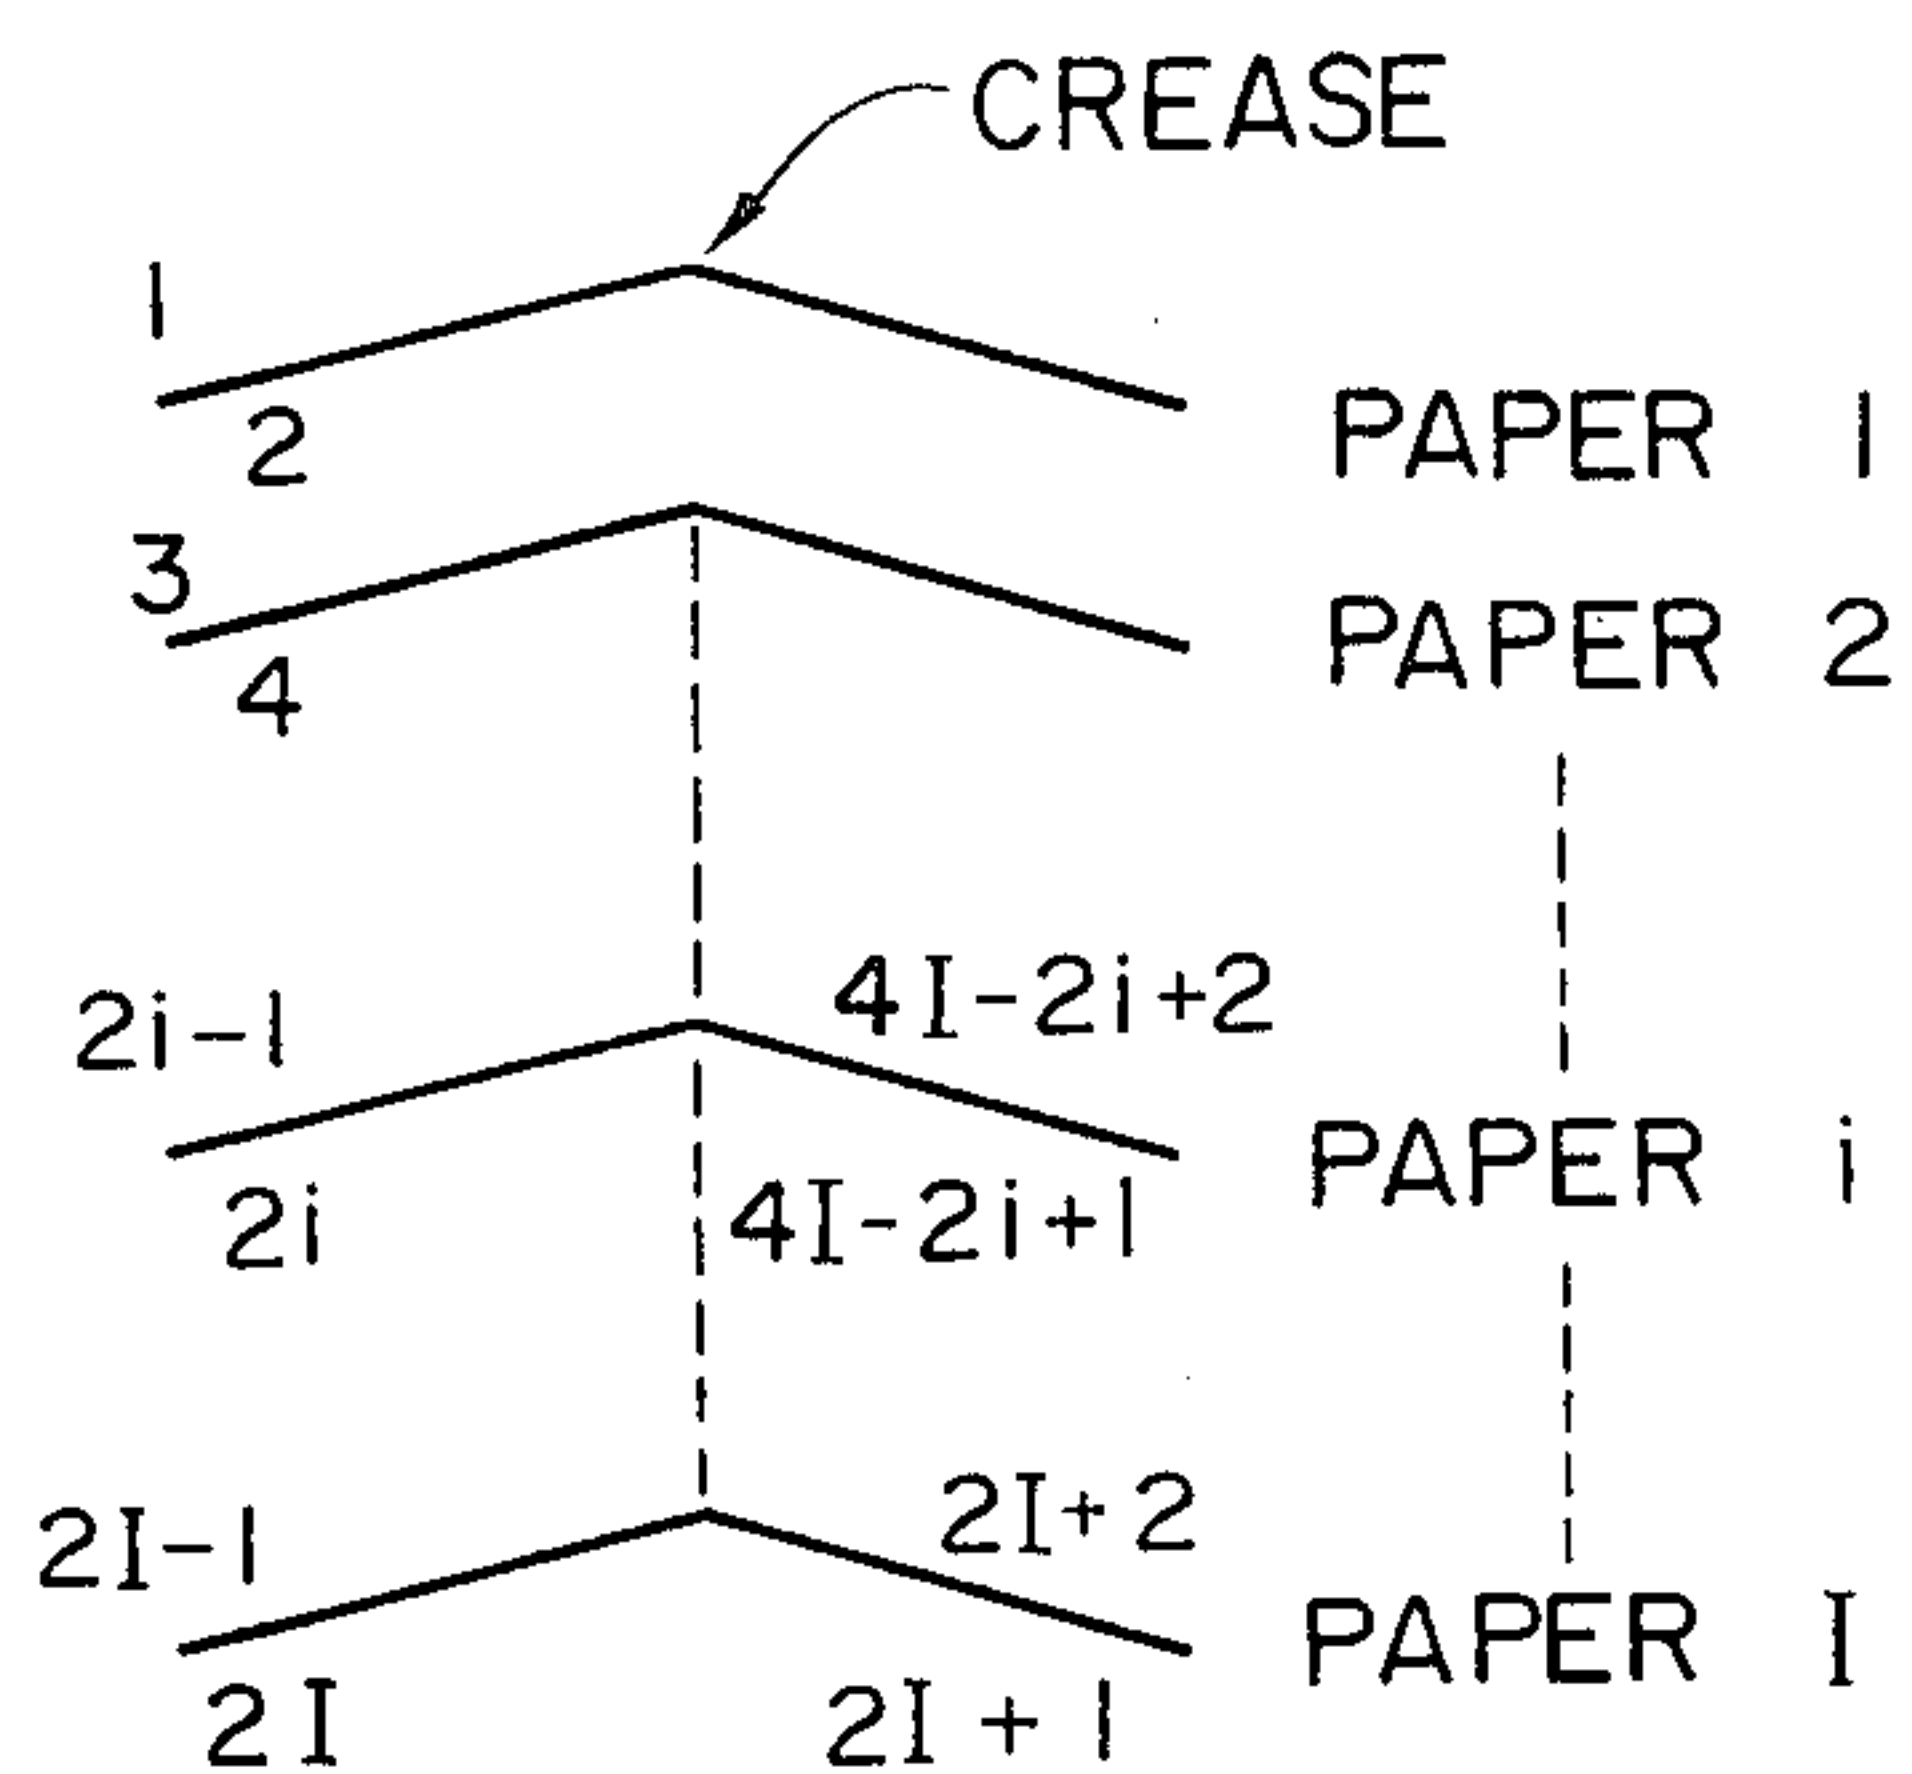 CREASE
1
2
PAPER 1
3
PAPER 2
4
4I-2i+2
2i-1
PAPER i
2i
4I-2i+1
2I+2
2I-1
PAPER I
2I
2I+1